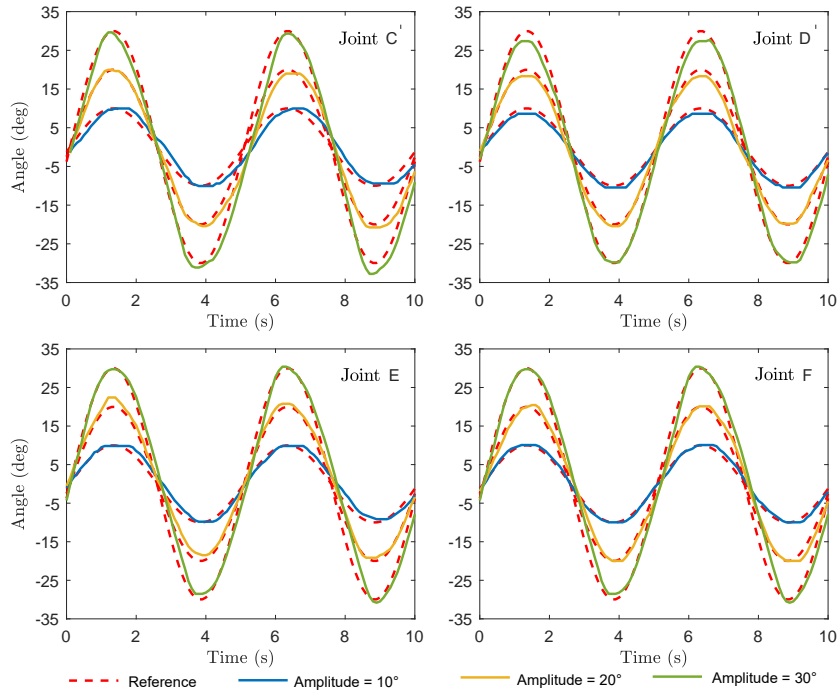 35
25
15
5
-5
-15
-25
-35
Angle (deg)
Joint C'
0 2 4 6 8 10
Time (s)
35
25
15
5
-5
-15
-25
-35
Joint D'
0 2 4 6 8 10
Time (s)
35
25
15
5
-5
-15
-25
-35
Angle (deg)
Joint E
0 2 4 6 8 10
Time (s)
35
25
15
5
-5
-15
-25
-35
Joint F
0 2 4 6 8 10
Time (s)
Reference Amplitude = 10° Amplitude = 20° Amplitude = 30°